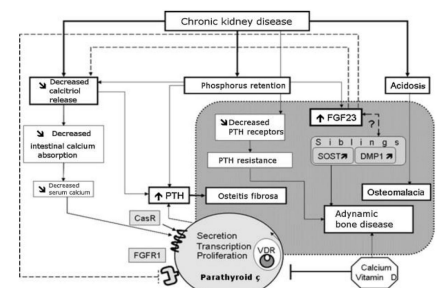 Chronic kidney disease
Decreased
calcitriol
release
Phosphorus retention
Acidosis
Decreased
PTH receptors
FGF23
?
Decreased
intestinal calcium
absorption
Siblings
SOST
DMP1
PTH resistance
Decreased
serum calcium
PTH
Osteitis fibrosa
Osteomalacia
CasR
Adynamic
bone disease
Secretion
Transcription
Proliferation
VDR
FGFR1
Parathyroid ç
Calcium
Vitamin D